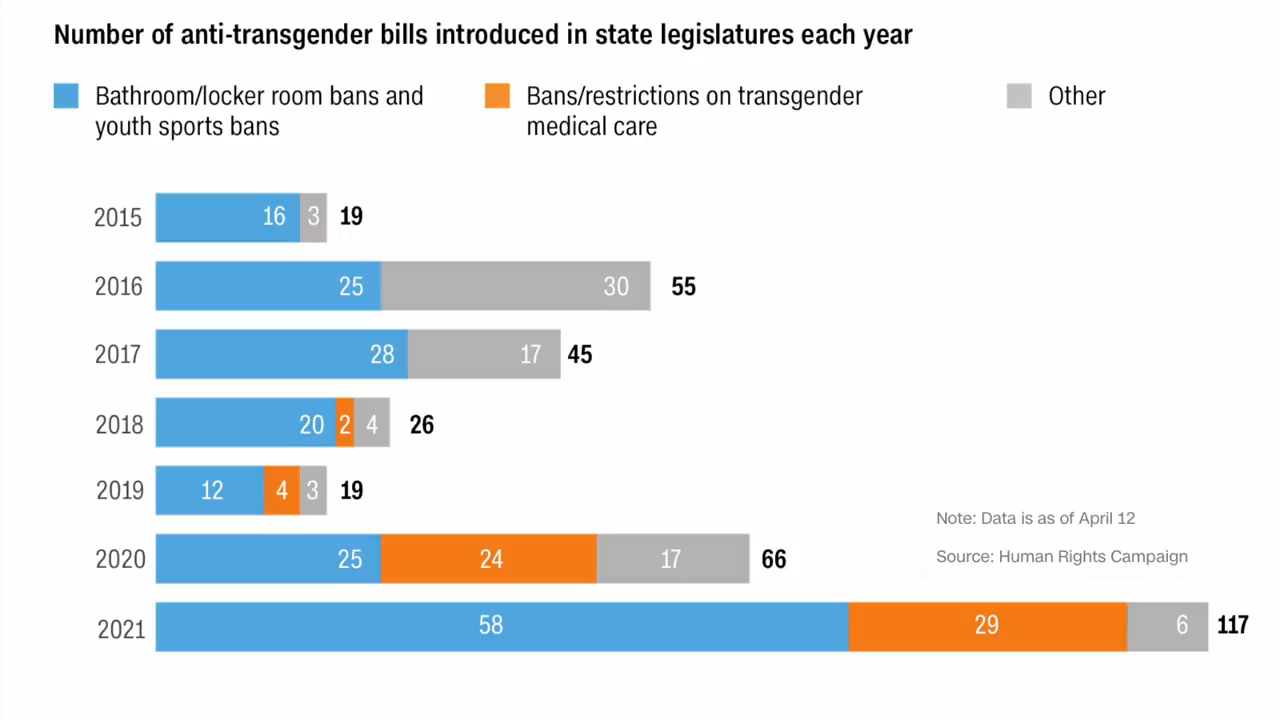 Number of anti-transgender bills introduced in state legislatures each year
Bathroom/locker room bans and
youth sports bans
Bans/restrictions on transgender
medical care
Other
2015 16 3 19
2016 25 30 55
2017 28 17 45
2018 20 2 4 26
2019 12 4 3 19
2020 25 24 17 66
2021 58 29 6 117
Note: Data is as of April 12
Source: Human Rights Campaign